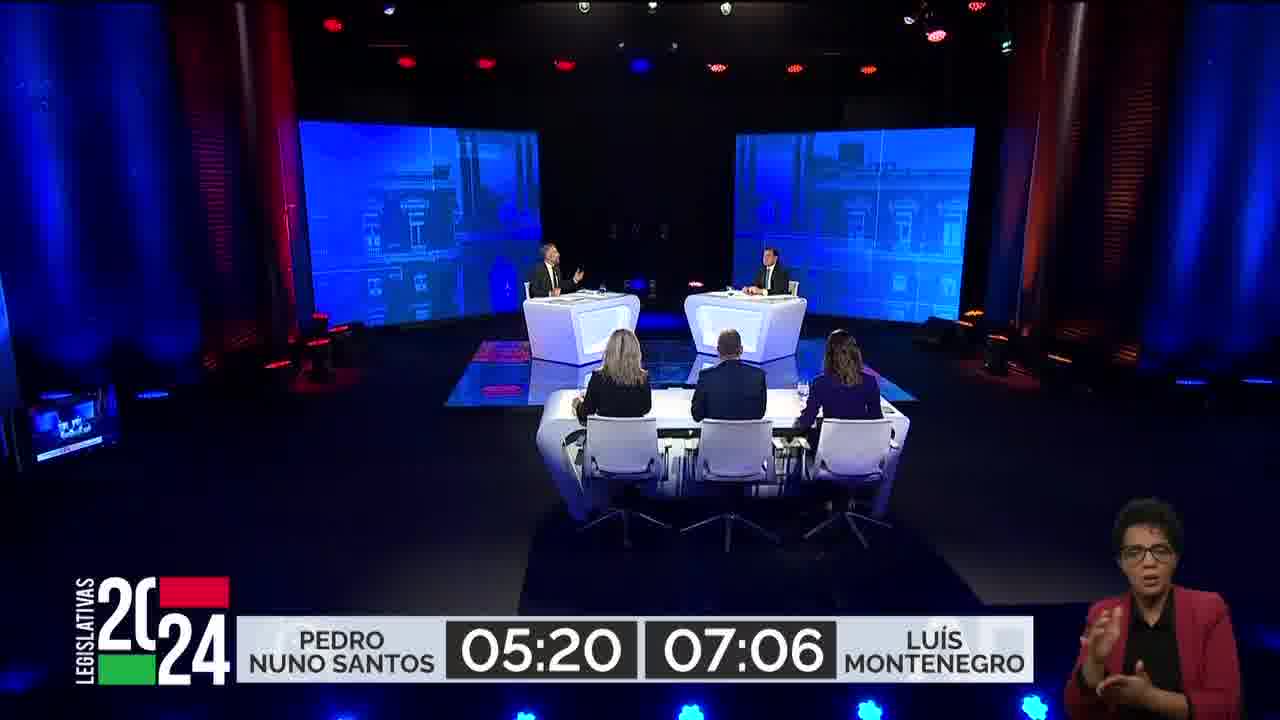 LEGISLATIVAS
2024
PEDRO
NUNO SANTOS
05:20
07:06
LUÍS
MONTENEGRO